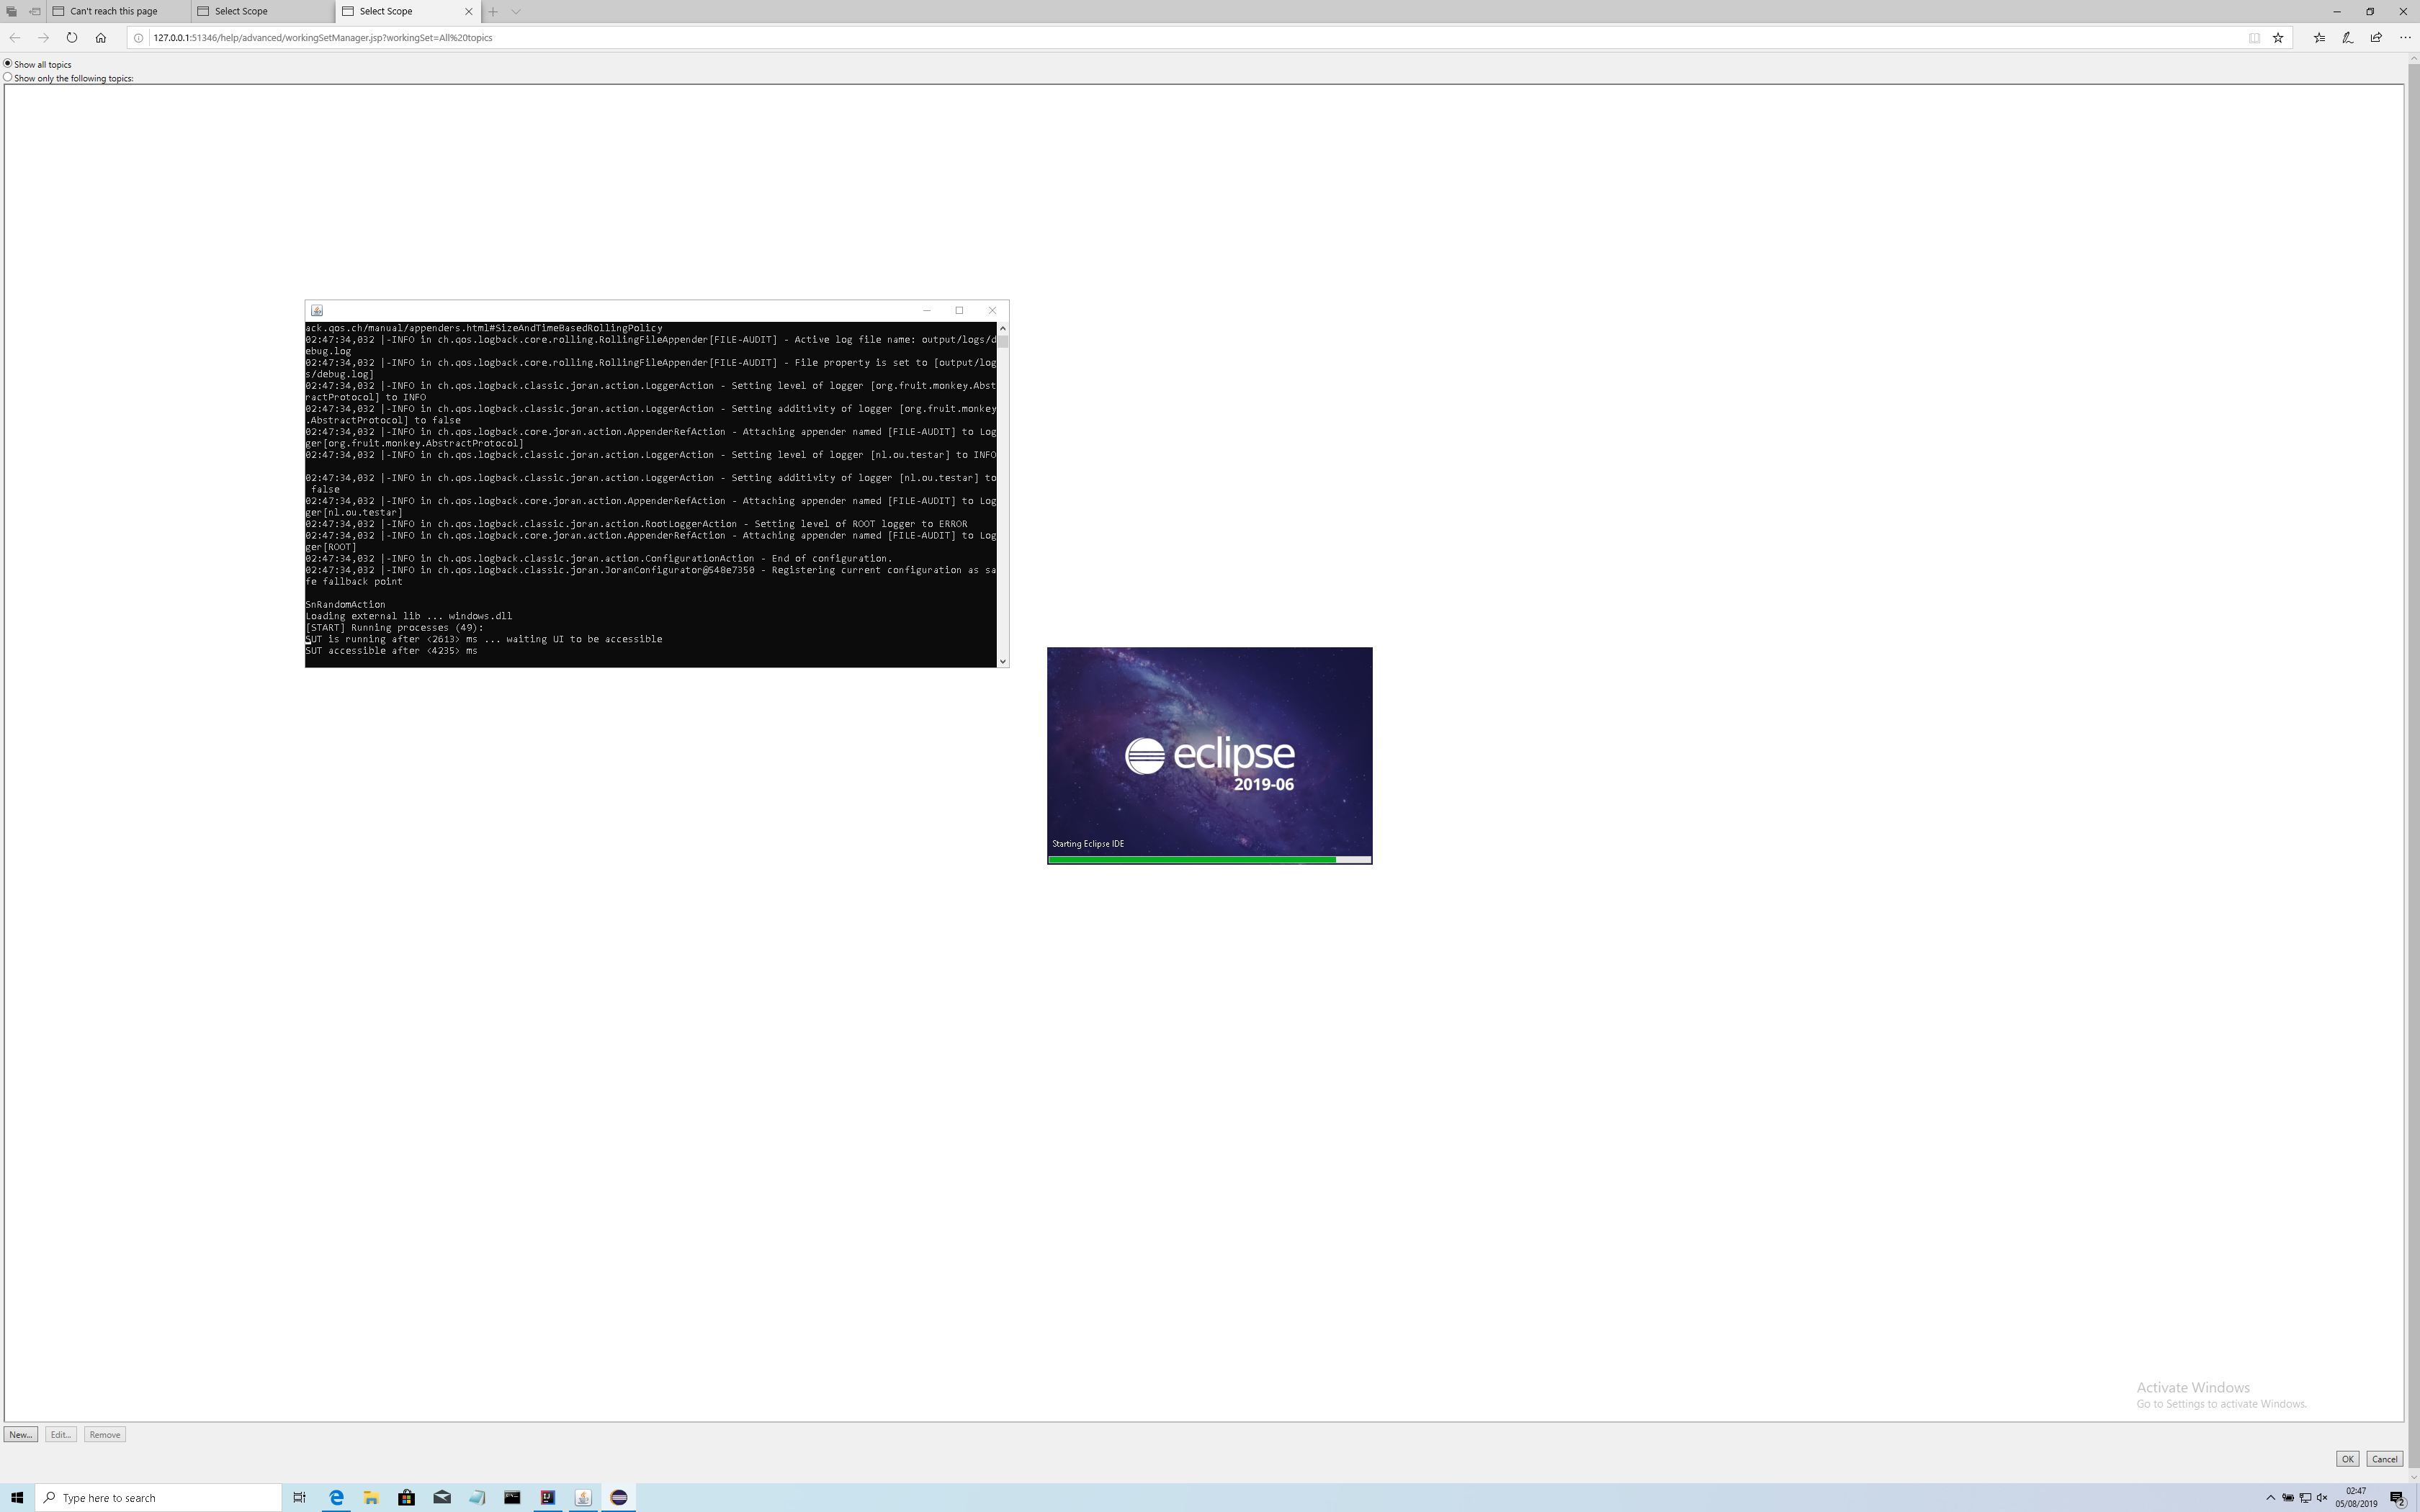 Can't reach this page
Select Scope
Select Scope
127.0.0.1:51346/help/advanced/workingSetManager.jsp?workingSet=All%20topics
Show all topics
Show only the following topics:
ack.qos.ch/manual/appenders.html#SizeAndTimeBasedRollingPolicy
02:47:34,032 |-INFO in ch.qos.logback.core.rolling.RollingFileAppender[FILE-AUDIT] - Active log file name: output/logs/d
ebug.log
02:47:34,032 |-INFO in ch.qos.logback.core.rolling.RollingFileAppender[FILE-AUDIT] - File property is set to [output/log
s/debug.log]
02:47:34,032 |-INFO in ch.qos.logback.classic.joran.action.LoggerAction - Setting level of logger [org.fruit.monkey.Abst
ractProtocol] to INFO
02:47:34,032 |-INFO in ch.qos.logback.classic.joran.action.LoggerAction - Setting additivity of logger [org.fruit.monkey
.AbstractProtocol] to false
02:47:34,032 |-INFO in ch.qos.logback.core.joran.action.AppenderRefAction - Attaching appender named [FILE-AUDIT] to Log
ger[org.fruit.monkey.AbstractProtocol]
02:47:34,032 |-INFO in ch.qos.logback.classic.joran.action.LoggerAction - Setting level of logger [nl.ou.testar] to INFO
02:47:34,032 |-INFO in ch.qos.logback.classic.joran.action.LoggerAction - Setting additivity of logger [nl.ou.testar] to
false
02:47:34,032 |-INFO in ch.qos.logback.core.joran.action.AppenderRefAction - Attaching appender named [FILE-AUDIT] to Log
ger[nl.ou.testar]
02:47:34,032 |-INFO in ch.qos.logback.classic.joran.action.RootLoggerAction - Setting level of ROOT logger to ERROR
02:47:34,032 |-INFO in ch.qos.logback.core.joran.action.AppenderRefAction - Attaching appender named [FILE-AUDIT] to Log
ger[ROOT]
02:47:34,032 |-INFO in ch.qos.logback.classic.joran.action.ConfigurationAction - End of configuration.
02:47:34,032 |-INFO in ch.qos.logback.classic.joran.JoranConfigurator@548e7350 - Registering current configuration as sa
fe fallback point
SnRandomAction
Loading external lib ... windows.dll
[START] Running processes (49):
SUT is running after <2613> ms ... waiting UI to be accessible
SUT accessible after <4235> ms
eclipse
2019-06
Starting Eclipse IDE
Activate Windows
Go to Settings to activate Windows.
New...
Edit...
Remove
OK
Cancel
Type here to search
02:47
05/08/2019
2